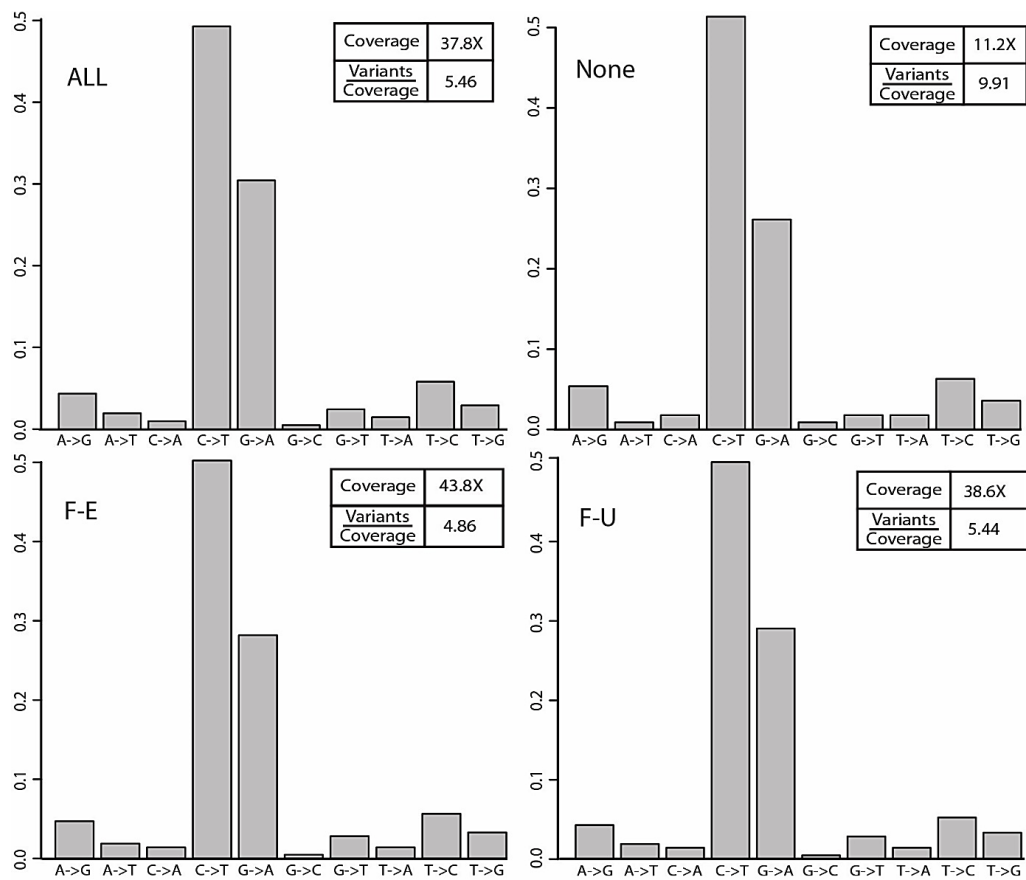 ALL
Coverage 37.8X
Variants
Coverage 5.46
0.5
0.4
0.3
0.2
0.1
0.0
A->G A->T C->A C->T G->A G->C G->T T->A T->C T->G
None
Coverage 11.2X
Variants
Coverage 9.91
0.5
0.4
0.3
0.2
0.1
0.0
A->G A->T C->A C->T G->A G->C G->T T->A T->C T->G
F-E
Coverage 43.8X
Variants
Coverage 4.86
0.5
0.4
0.3
0.2
0.1
0.0
A->G A->T C->A C->T G->A G->C G->T T->A T->C T->G
F-U
Coverage 38.6X
Variants
Coverage 5.44
0.5
0.4
0.3
0.2
0.1
0.0
A->G A->T C->A C->T G->A G->C G->T T->A T->C T->G